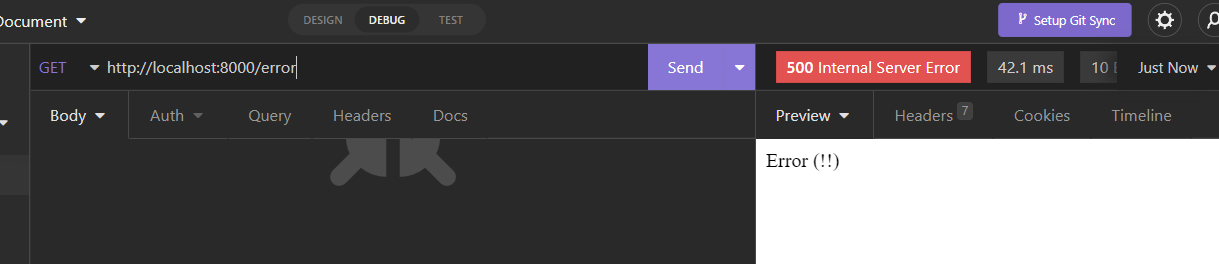 Document
DESIGN DEBUG TEST
Setup Git Sync
GET http://localhost:8000/error Send
500 Internal Server Error 42.1 ms 10 Just Now
Body Auth Query Headers Docs
Preview Headers 7 Cookies Timeline
Error (!!)